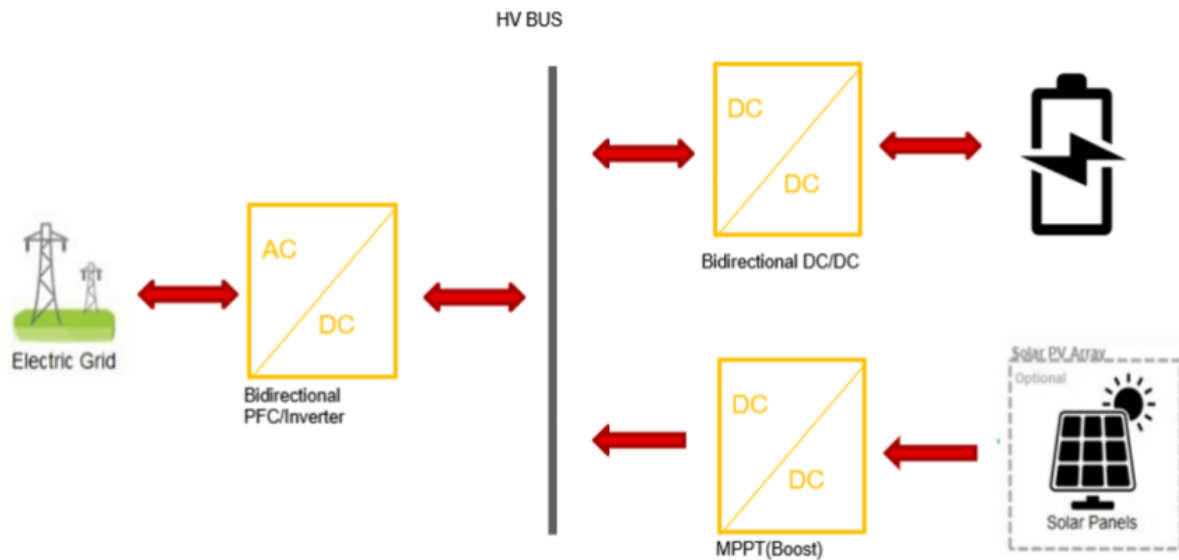 HV BUS
DC
DC
Bidirectional DC/DC
AC
DC
Electric Grid
Bidirectional
PFC/Inverter
Solar PV Array
Optional
DC
DC
Solar Panels
MPPT(Boost)